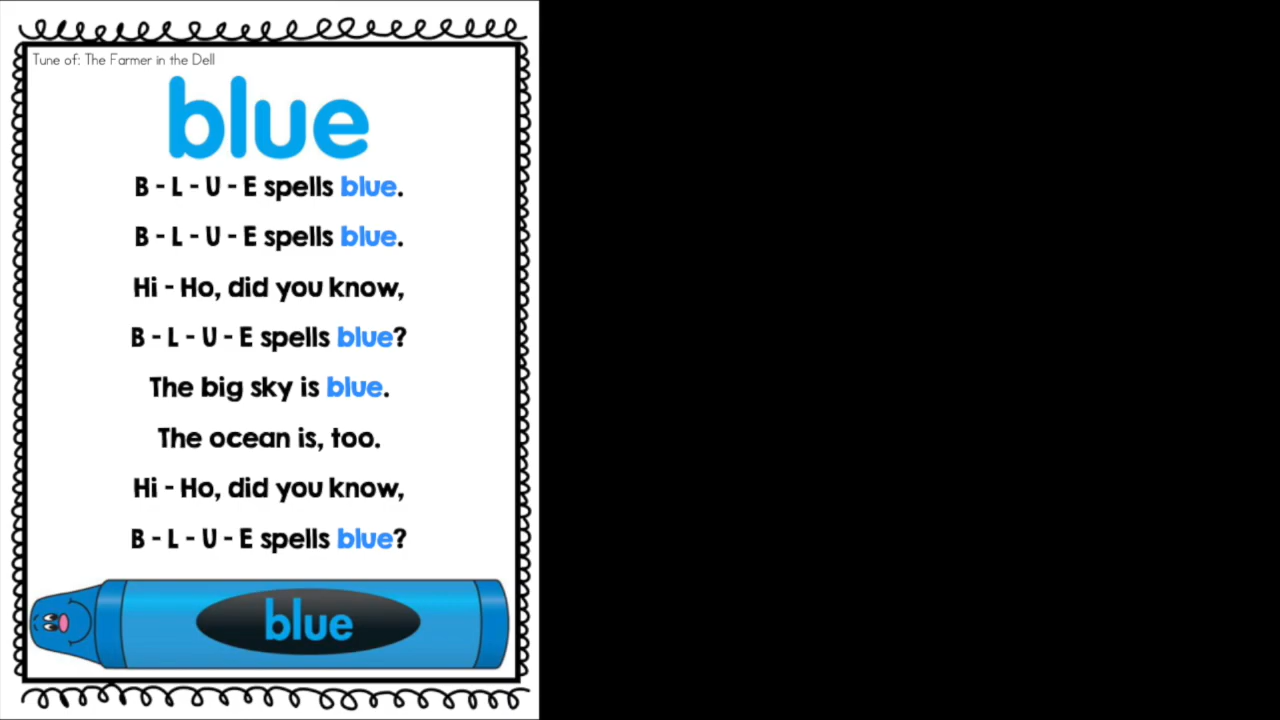 Tune of: The Farmer in the Dell
blue
B - L - U - E spells blue.
B - L - U - E spells blue.
Hi - Ho, did you know,
B - L - U - E spells blue?
The big sky is blue.
The ocean is, too.
Hi - Ho, did you know,
B - L - U - E spells blue?
blue